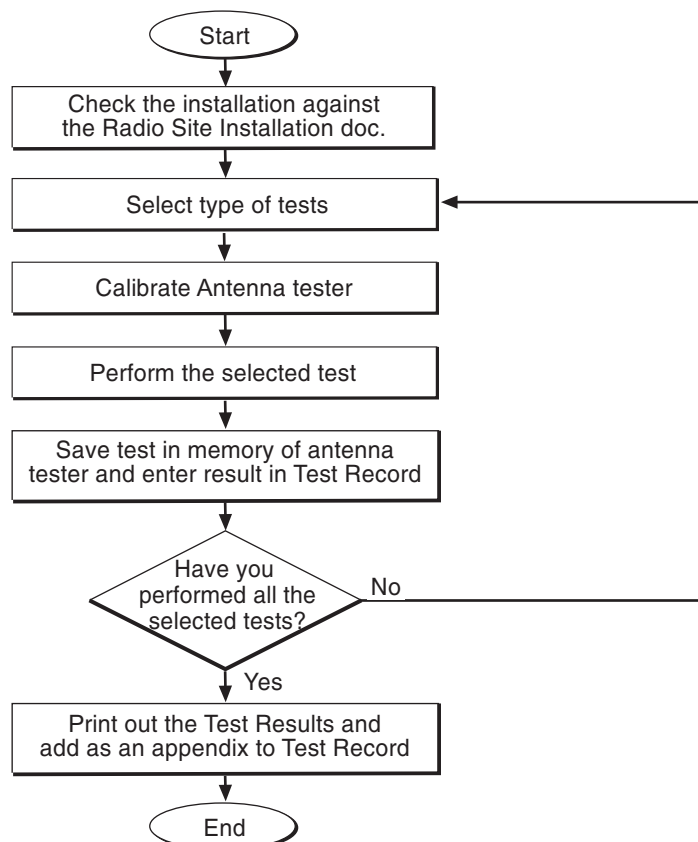 Start
Check the installation against
the Radio Site Installation doc.
Select type of tests
Calibrate Antenna tester
Perform the selected test
Save test in memory of antenna
tester and enter result in Test Record
Have you
performed all the
selected tests?
No
Yes
Print out the Test Results and
add as an appendix to Test Record
End